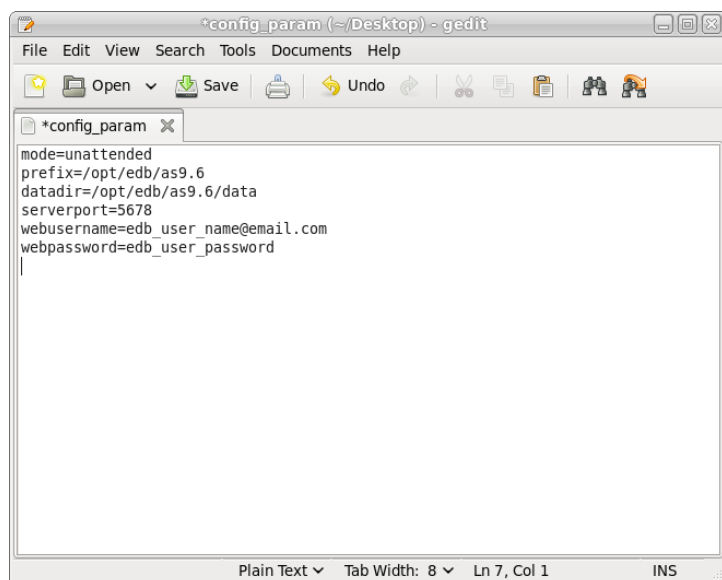 *config_param (~/Desktop) - gedit
File Edit View Search Tools Documents Help
Open Save Undo
*config_param
mode=unattended
prefix=/opt/edb/as9.6
datadir=/opt/edb/as9.6/data
serverport=5678
webusername=edb_user_name@email.com
webpassword=edb_user_password
Plain Text Tab Width: 8 Ln 7, Col 1 INS